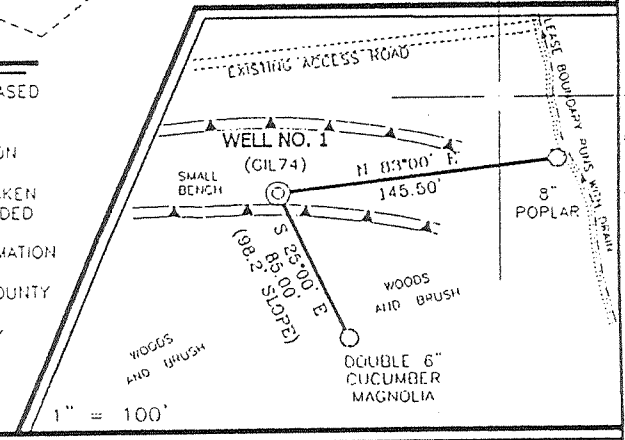 ASED
ON
AKEN
DED
MATION
OUNTY
Y
EXISTING ACCESS ROAD
LEASE BOUNDARY RUNS WITH DRAIN
WELL NO. 1
(GIL74)
SMALL
BENCH
N 83°00' E
145.50'
8"
POPLAR
S 25°00' E
85.00'
(98.2' SLOPE)
WOODS
AND BRUSH
WOODS
AND BRUSH
DOUBLE 6"
CUCUMBER
MAGNOLIA
1" = 100'